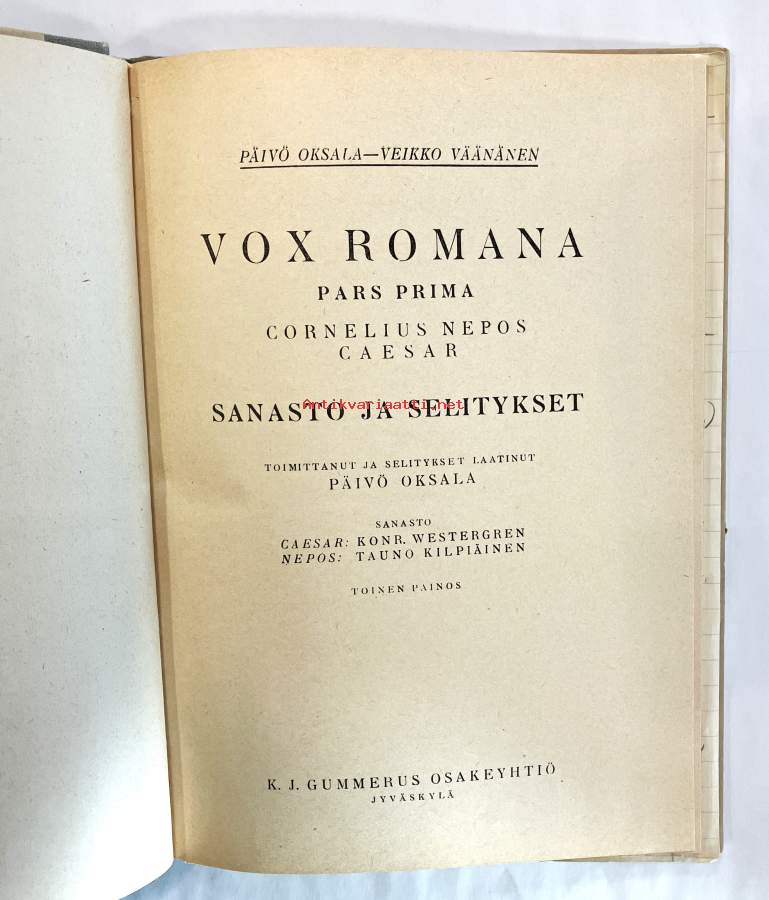 PÄIVÖ OKSALA—VEIKKO VÄÄNÄNEN
VOX ROMANA
PARS PRIMA
CORNELIUS NEPOS
CAESAR
SANASTO JA SELITYKSET
Antikvariaatti.net
TOIMITTANUT JA SELITYKSET LAATINUT
PÄIVÖ OKSALA
SANASTO
CAESAR: KONR. WESTERGREN
NEPOS: TAUNO KILPIÄINEN
TOINEN PAINOS
K. J. GUMMERUS OSAKEYHTIÖ
JYVÄSKYLÄ